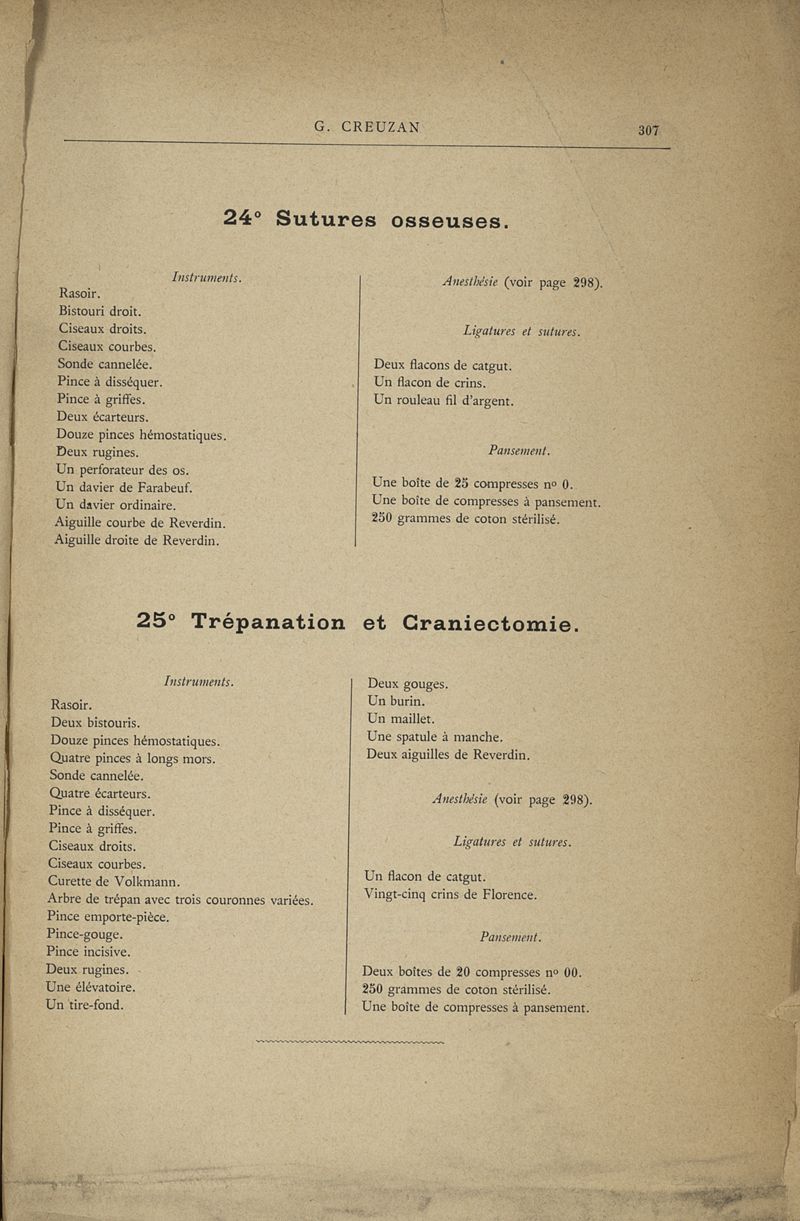 G. CREUZAN
307
24° Sutures osseuses.
Instruments.
Rasoir.
Bistouri droit.
Ciseaux droits.
Ciseaux courbes.
Sonde cannelée.
Pince à disséquer.
Pince à griffes.
Deux écarteurs.
Douze pinces hémostatiques.
Deux rugines.
Un perforateur des os.
Un davier de Farabeuf.
Un davier ordinaire.
Aiguille courbe de Reverdin.
Aiguille droite de Reverdin.
Anesthésie (voir page 298).
Ligatures et sutures.
Deux flacons de catgut.
Un flacon de crins.
Un rouleau fil d'argent.
Pansement.
Une boîte de 25 compresses nº 0.
Une boîte de compresses à pansement.
250 grammes de coton stérilisé.
25° Trépanation et Craniectomie.
Instruments.
Rasoir.
Deux bistouris.
Douze pinces hémostatiques.
Quatre pinces à longs mors.
Sonde cannelée.
Quatre écarteurs.
Pince à disséquer.
Pince à griffes.
Ciseaux droits.
Ciseaux courbes.
Curette de Volkmann.
Arbre de trépan avec trois couronnes variées.
Pince emporte-pièce.
Pince-gouge.
Pince incisive.
Deux rugines.
Une élévatoire.
Un tire-fond.
Deux gouges.
Un burin.
Un maillet.
Une spatule à manche.
Deux aiguilles de Reverdin.
Anesthésie (voir page 298).
Ligatures et sutures.
Un flacon de catgut.
Vingt-cinq crins de Florence.
Pansement.
Deux boîtes de 20 compresses nº 00.
250 grammes de coton stérilisé.
Une boîte de compresses à pansement.